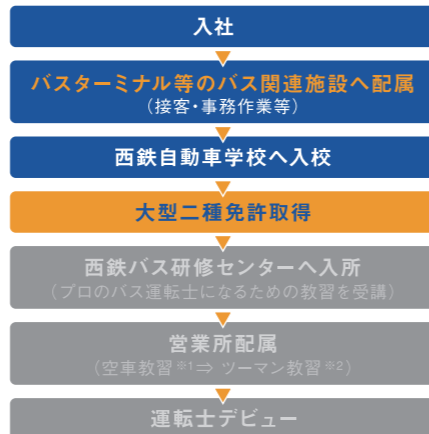 入社
バスターミナル等のバス関連施設へ配属
（接客・事務作業等）
西鉄自動車学校へ入校
大型二種免許取得
西鉄バス研修センターへ入所
（プロのバス運転士になるための教習を受講）
営業所配属
（空車教習※1⇒ ツーマン教習※2）
運転士デビュー